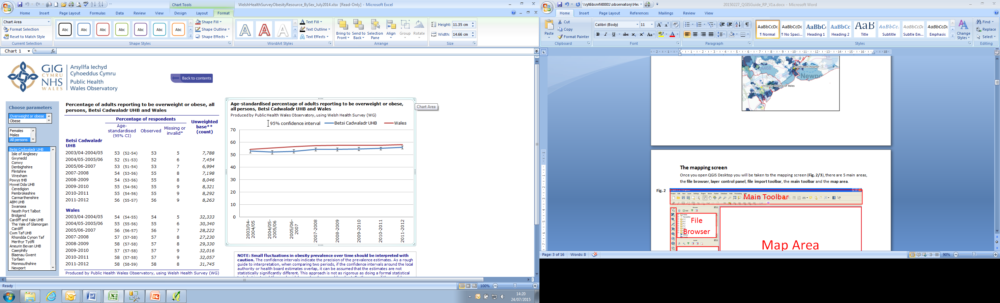 Chart Tools
WelshHealthSurveyObesityResource_BySex_July2014.xlsx [Read-Only] - Microsoft Excel
Home Insert Page Layout Formulas Data Review View Design Layout Format
Chart Area
Format Selection
Reset to Match Style
Current Selection
Abc Abc Abc Abc Abc Abc Abc
Shape Fill
Shape Outline
Shape Effects
Shape Styles
A A A
Text Fill
Text Outline
Text Effects
WordArt Styles
Bring to Front
Send to Back
Selection Pane
Align
Group
Rotate
Arrange
Height: 11.35 cm
Width: 14.66 cm
Size
Chart 1
fx
GIG
CYMRU
NHS
WALES
Arsyllfa Iechyd
Cyhoeddus Cymru
Public Health
Wales Observatory
Back to contents
Choose parameters
Overweight or obese
Obese
Females
Males
All persons
Betsi Cadwaladr UHB
Isle of Anglesey
Gwynedd
Conwy
Denbighshire
Flintshire
Wrexham
Powys tHB
Hywel Dda UHB
Ceredigion
Pembrokeshire
Carmarthenshire
ABM UHB
Swansea
Neath Port Talbot
Bridgend
Cardiff and Vale UHB
The Vale of Glamorgan
Cardiff
Cwm Taf UHB
Rhondda Cynon Taf
Merthyr Tydfil
Aneurin Bevan UHB
Caerphilly
Blaenau Gwent
Torfaen
Monmouthshire
Newport
Percentage of adults reporting to be overweight or obese, all
persons, Betsi Cadwaladr UHB and Wales
Percentage of respondents
Age-standardised (95% CI)
Observed
Missing or invalid*
Unweighted base** (count)
Betsi Cadwaladr
UHB
2003/04-2004/05 53 (52-54) 53 5 7,788
2004/05-2005/06 52 (51-53) 52 6 7,454
2005/06-2007 53 (51-54) 53 7 6,994
2007-2008 54 (53-56) 55 8 7,198
2008-2009 54 (53-56) 55 8 8,046
2009-2010 55 (54-56) 55 9 8,321
2010-2011 55 (54-56) 55 9 8,292
2011-2012 56 (55-57) 56 9 8,263
Wales
2003/04-2004/05 54 (54-55) 54 5 32,333
2004/05-2005/06 55 (55-56) 55 6 30,340
2005/06-2007 56 (56-57) 56 7 28,222
2007-2008 57 (57-58) 57 8 27,230
2008-2009 58 (57-58) 57 8 29,330
2009-2010 57 (57-58) 57 9 32,016
2010-2011 58 (57-58) 57 9 32,057
2011-2012 58 (58-59) 58 8 31,745
Produced by Public Health Wales Observatory, using Welsh Health Survey (WG)
Age-standardised percentage of adults reporting to be overweight or obese,
all persons, Betsi Cadwaladr UHB and Wales
Produced by Public Health Wales Observatory, using Welsh Health Survey (WG)
95% confidence interval Betsi Cadwaladr UHB Wales
70
60
50
40
30
20
10
0
2003/04-2004/05
2004/05-2005/06
2005/06-2007
2007-2008
2008-2009
2009-2010
2010-2011
2011-2012
Chart Area
NOTE: Small fluctuations in obesity prevalence over time should be interpreted with
caution. The confidence intervals indicate the precision of the prevalence estimates. As a rough
guide to interpretation, when comparing two periods, if the confidence intervals around the local
authority or health board estimates overlap, it can be assumed that the estimates are not
statistically significantly different. This approach is not as rigorous as doing a formal statistical
Ready
100%
14:20
24/07/2015
\\ryt6bsrvfil0001\observatory\Hea
20150227_QGISGuide_RP_V1a.docx - Microsoft Word
Home Insert Page Layout References Mailings Review View
Paste
Cut
Copy
Format Painter
Clipboard
Calibri (Body) 11
B I U abc x₂ x² Aa
Font
Paragraph
AaBbCcDc AaBbCcDc AaBbC AaBbCc AaB AaBbCc. AaBbCcDc AaBbCcDc
¶ Normal ¶ No Spaci... Heading 1 Heading 2 Title Subtitle Subtle Em... Emphasis
Change Styles
Styles
Find
Replace
Select
Editing
Caerphilly
A468
Royal Gwent Hospital
Newpo
University Hospital Of Wales
The mapping screen
Once you open QGIS Desktop you will be taken to the mapping screen (Fig. 2/3), there are 5 main areas,
the file browser, layer control panel, file import toolbar, the main toolbar and the map area.
Fig. 2
Main Toolbar
File
Browser
Map Area
Page: 3 of 16 Words: 8
90%